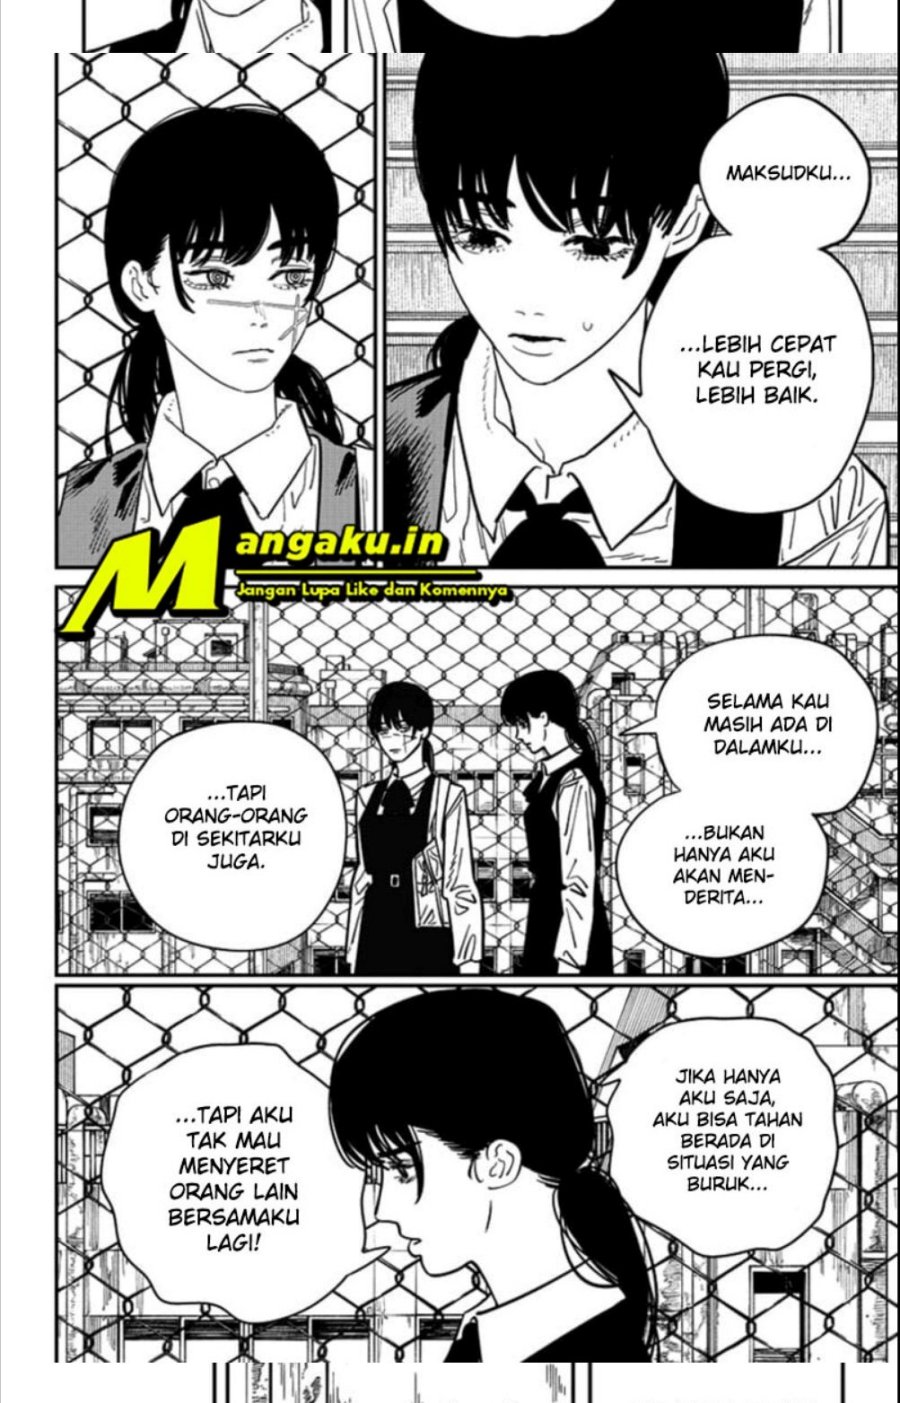 MAKSUDKU...
...LEBIH CEPAT
KAU PERGI,
LEBIH BAIK.
Mangaku.in
Jangan Lupa Like dan Komennya
SELAMA KAU
MASIH ADA DI
DALAMKU...
...BUKAN
HANYA AKU
AKAN MEN-
DERITA...
...TAPI
ORANG-ORANG
DI SEKITARKU
JUGA.
JIKA HANYA
AKU SAJA,
AKU BISA TAHAN
BERADA DI
SITUASI YANG
BURUK...
...TAPI AKU
TAK MAU
MENYERET
ORANG LAIN
BERSAMAKU
LAGI!